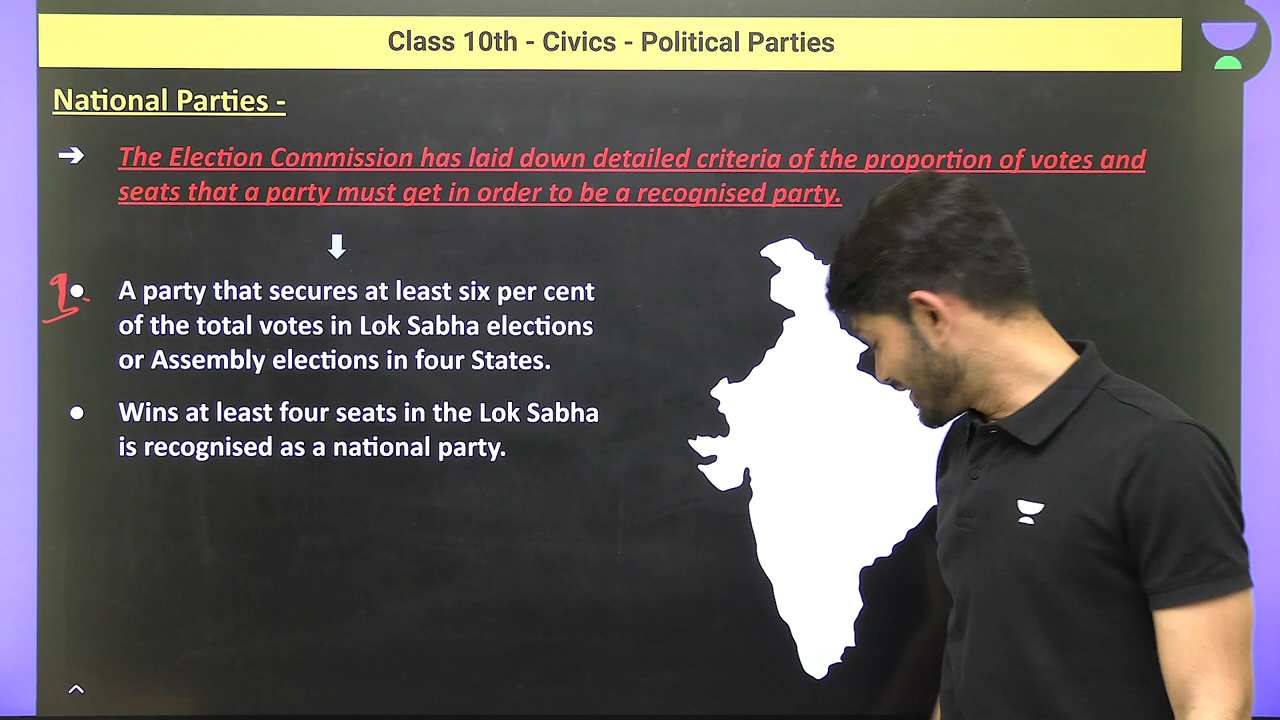 Class 10th - Civics - Political Parties
National Parties -
The Election Commission has laid down detailed criteria of the proportion of votes and
seats that a party must get in order to be a recognised party.
A party that secures at least six per cent
of the total votes in Lok Sabha elections
or Assembly elections in four States.
Wins at least four seats in the Lok Sabha
is recognised as a national party.